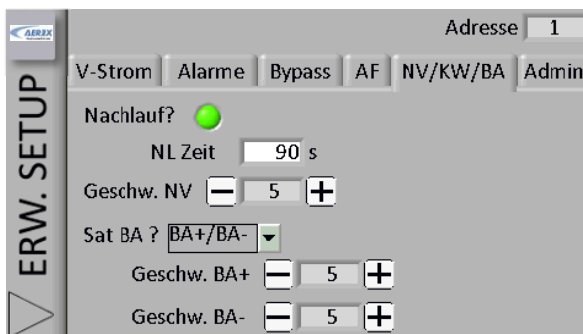 AEREX
Adresse 1
V-Strom Alarme Bypass AF NV/KW/BA Admin
ERW. SETUP
Nachlauf?
NL Zeit 90 s
Geschw. NV − 5 +
Sat BA ? BA+/BA-
Geschw. BA+ − 5 +
Geschw. BA- − 5 +